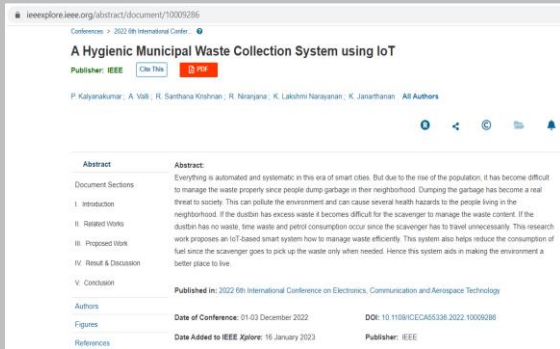 ieeexplore.ieee.org/abstract/document/10009286
Conferences > 2022 6th International Confer...
A Hygienic Municipal Waste Collection System using IoT
Publisher: IEEE Cite This PDF
P. Kalyanakumar; A. Valli; R. Santhana Krishnan; R. Niranjana; K. Lakshmi Narayanan; K. Janarthanan All Authors
Abstract
Document Sections
I. Introduction
II. Related Works
III. Proposed Work
IV. Result & Discussion
V. Conclusion
Authors
Figures
References
Abstract:
Everything is automated and systematic in this era of smart cities. But due to the rise of the population, it has become difficult
to manage the waste properly since people dump garbage in their neighborhood. Dumping the garbage has become a real
threat to society. This can pollute the environment and can cause several health hazards to the people living in the
neighborhood. If the dustbin has excess waste it becomes difficult for the scavenger to manage the waste content. If the
dustbin has no waste, time waste and petrol consumption occur since the scavenger has to travel unnecessarily. This research
work proposes an IoT-based smart system how to manage waste efficiently. This system also helps reduce the consumption of
fuel since the scavenger goes to pick up the waste only when needed. Hence this system aids in making the environment a
better place to live.
Published in: 2022 6th International Conference on Electronics, Communication and Aerospace Technology
Date of Conference: 01-03 December 2022 DOI: 10.1109/ICECA55336.2022.10009286
Date Added to IEEE Xplore: 16 January 2023 Publisher: IEEE